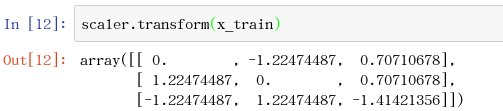 In [12]: scaler.transform(x_train)
Out[12]: array([[ 0.        , -1.22474487,  0.70710678],
[ 1.22474487,  0.        ,  0.70710678],
[-1.22474487,  1.22474487, -1.41421356]])